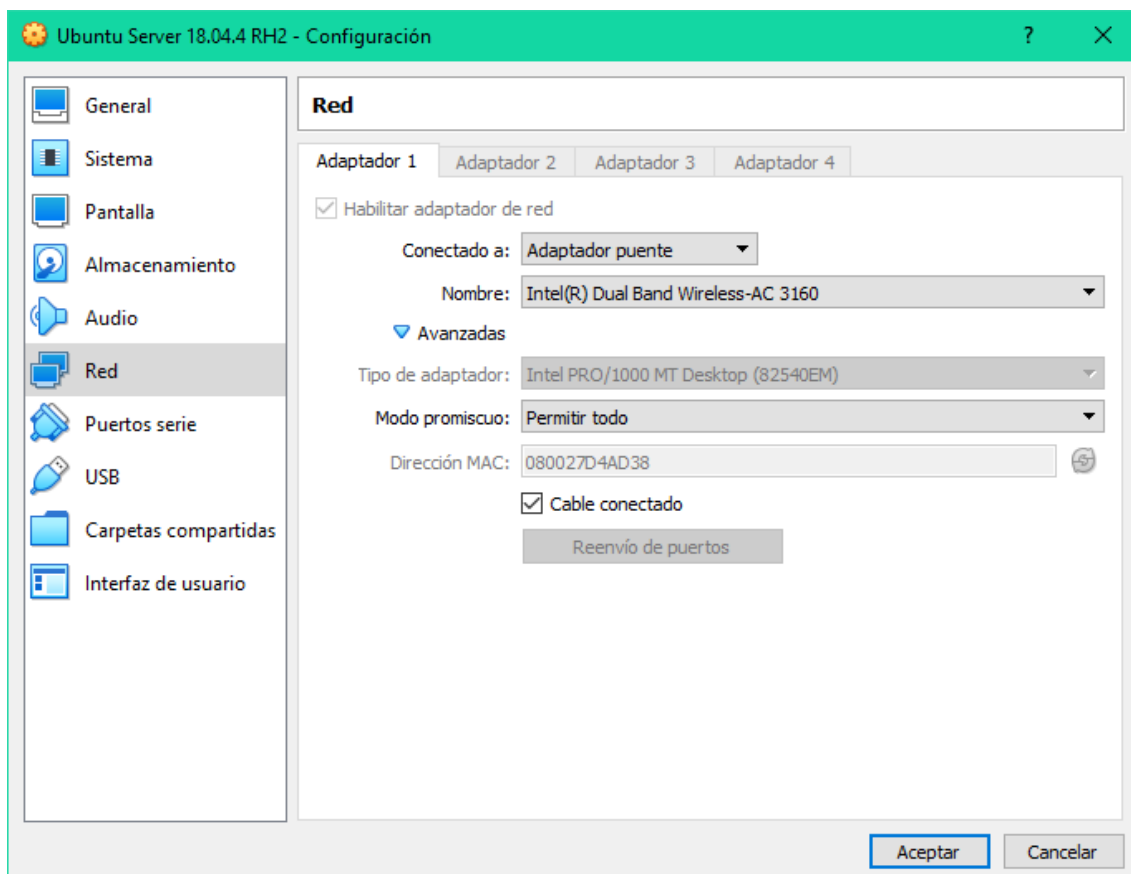 Ubuntu Server 18.04.4 RH2 - Configuración ? ×
General
Sistema
Pantalla
Almacenamiento
Audio
Red
Puertos serie
USB
Carpetas compartidas
Interfaz de usuario
Red
Adaptador 1 Adaptador 2 Adaptador 3 Adaptador 4
Habilitar adaptador de red
Conectado a: Adaptador puente
Nombre: Intel(R) Dual Band Wireless-AC 3160
Avanzadas
Tipo de adaptador: Intel PRO/1000 MT Desktop (82540EM)
Modo promiscuo: Permitir todo
Dirección MAC: 080027D4AD38
Cable conectado
Reenvío de puertos
Aceptar Cancelar